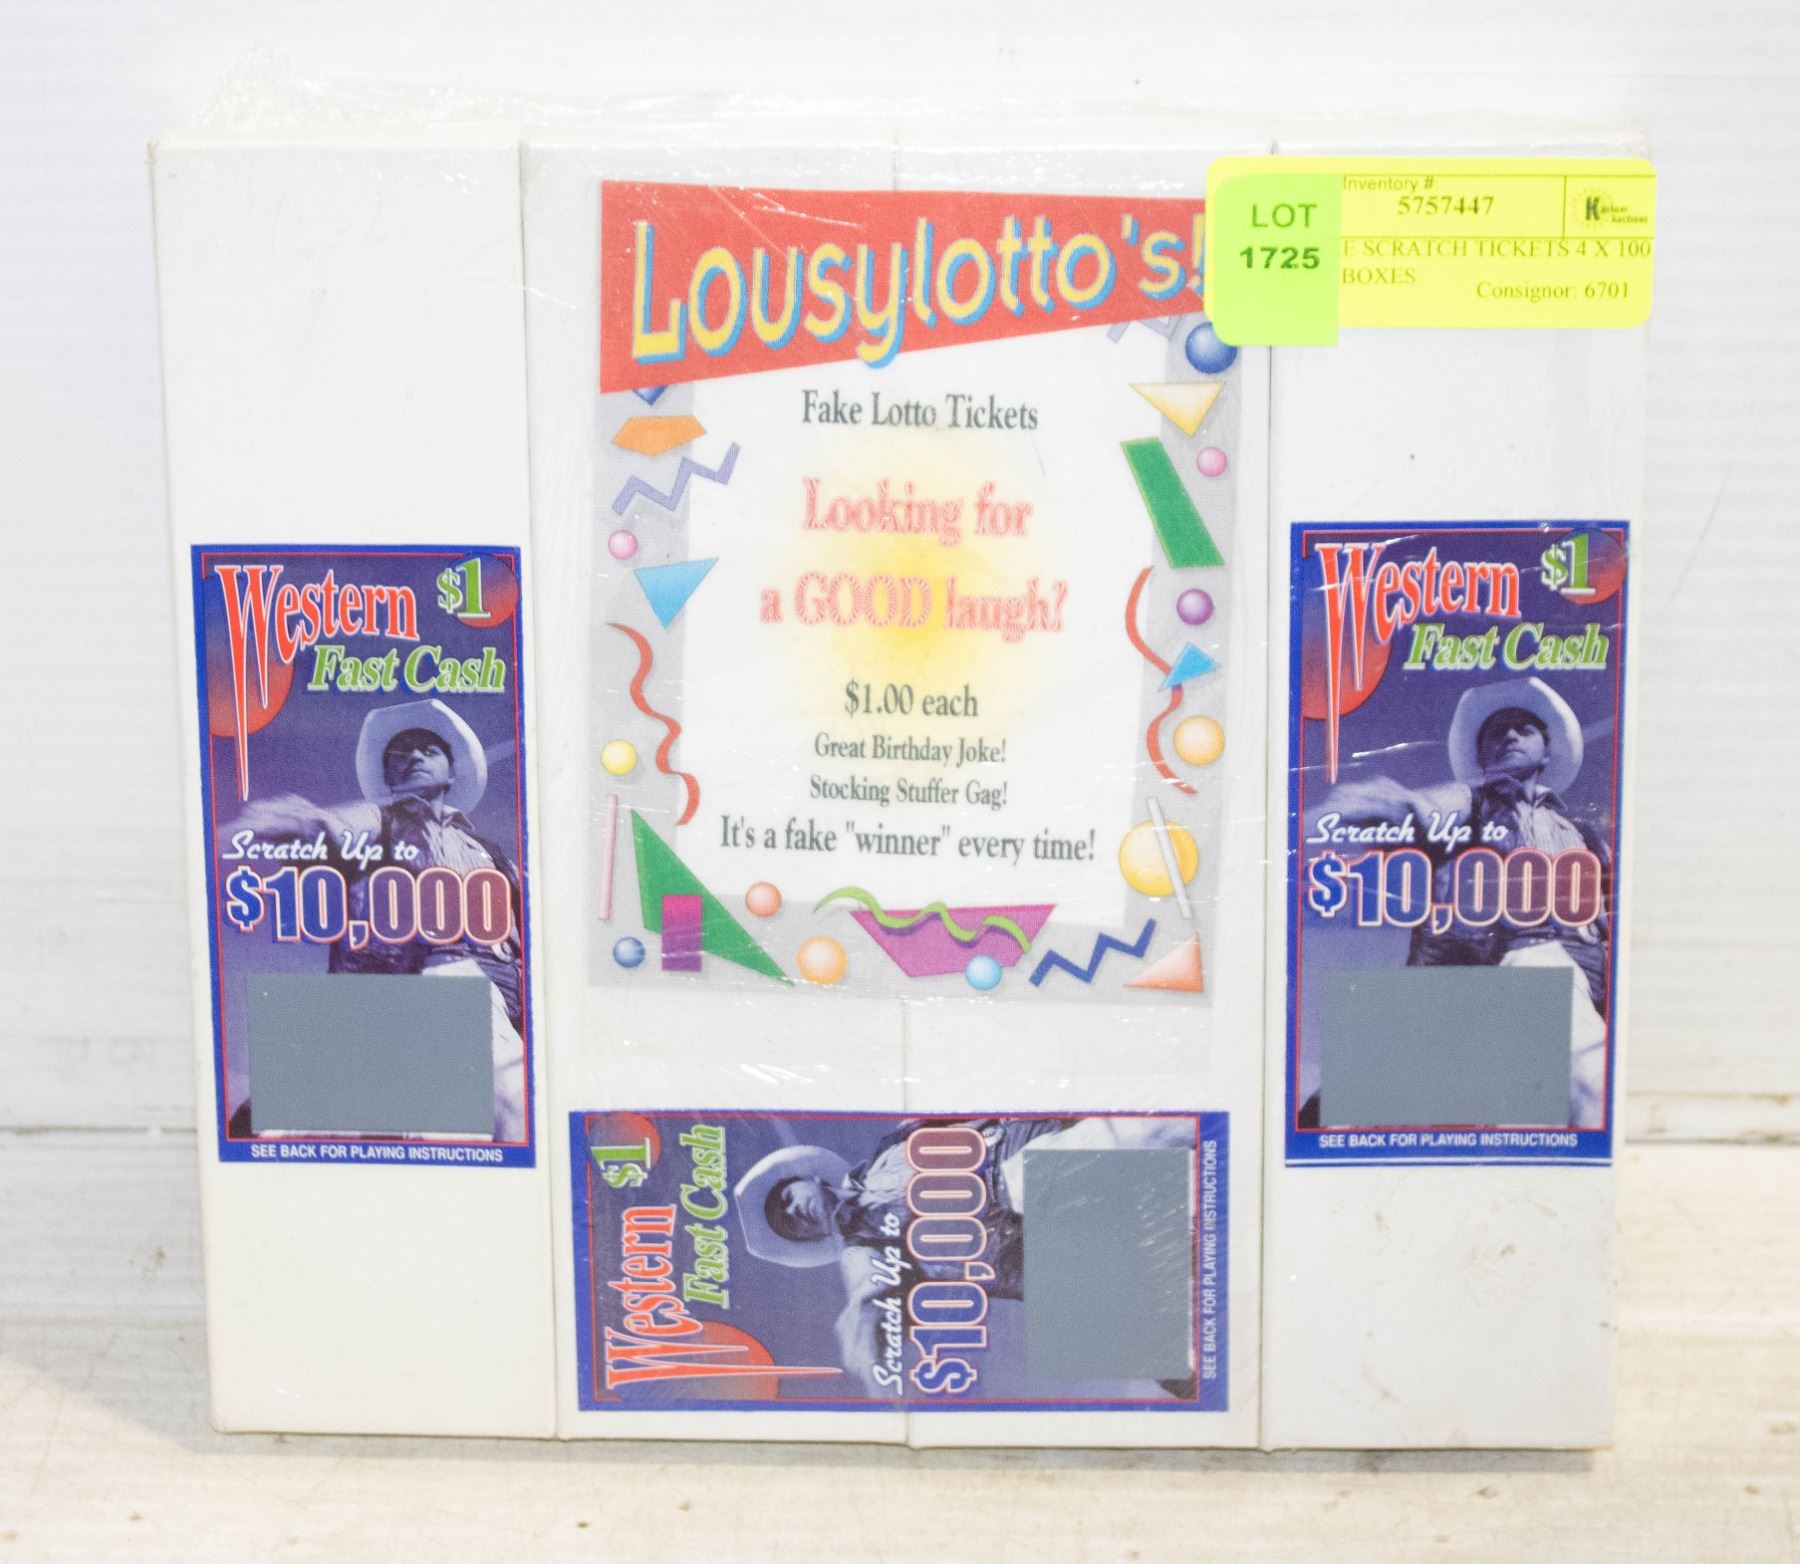 Lousylotto's!
LOT
1725
Inventory #:
5757447
Kastner
Auctions
E SCRATCH TICKETS 4 X 100
BOXES
Consignor: 6701
Fake Lotto Tickets
Looking for
a GOOD laugh?
$1.00 each
Great Birthday Joke!
Stocking Stuffer Gag!
It's a fake "winner" every time!
Western $1
Fast Cash
Scratch Up to
$10,000
SEE BACK FOR PLAYING INSTRUCTIONS
Western $1
Fast Cash
Scratch Up to
$10,000
SEE BACK FOR PLAYING INSTRUCTIONS
Western $1
Fast Cash
Scratch Up to
$10,000
SEE BACK FOR PLAYING INSTRUCTIONS